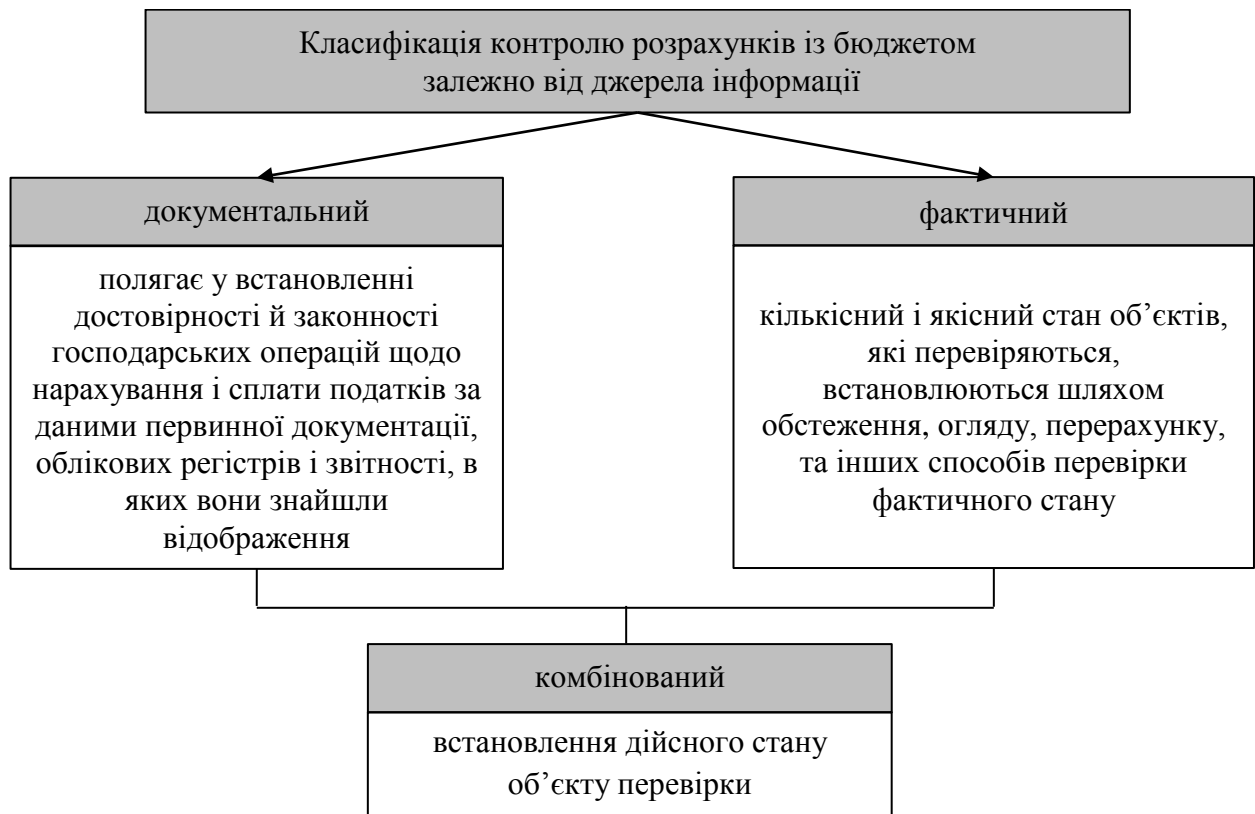 Класифікація контролю розрахунків із бюджетом
залежно від джерела інформації
документальний
полягає у встановленні
достовірності й законності
господарських операцій щодо
нарахування і сплати податків за
даними первинної документації,
облікових регістрів і звітності, в
яких вони знайшли
відображення
фактичний
кількісний і якісний стан об’єктів,
які перевіряються,
встановлюються шляхом
обстеження, огляду, перерахунку,
та інших способів перевірки
фактичного стану
комбінований
встановлення дійсного стану
об’єкту перевірки